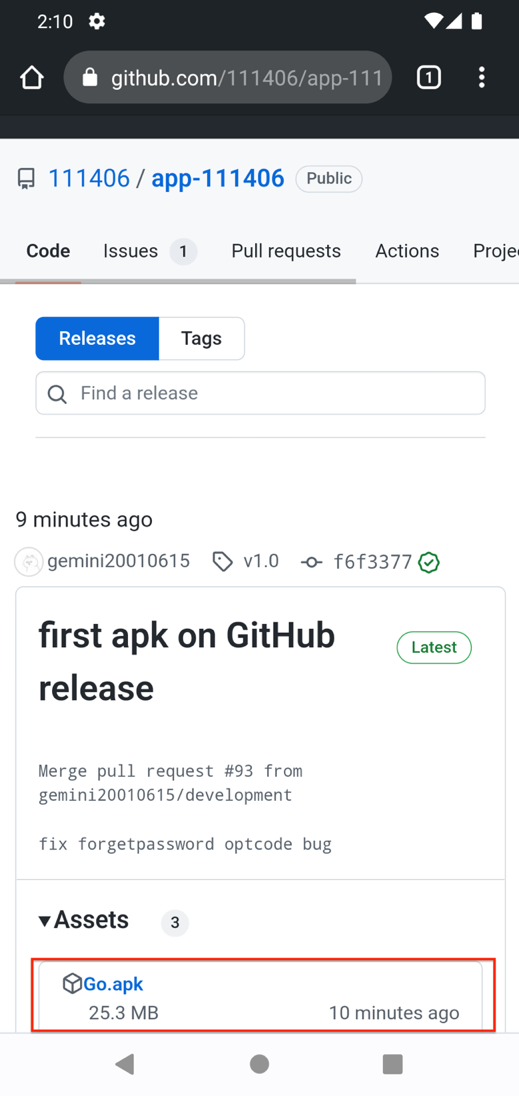 2:10
github.com/111406/app-111
1
111406 / app-111406 Public
Code Issues 1 Pull requests Actions Proje
Releases Tags
Find a release
9 minutes ago
gemini20010615 v1.0 f6f3377
first apk on GitHub
release
Latest
Merge pull request #93 from
gemini20010615/development
fix forgetpassword optcode bug
Assets 3
Go.apk
25.3 MB 10 minutes ago